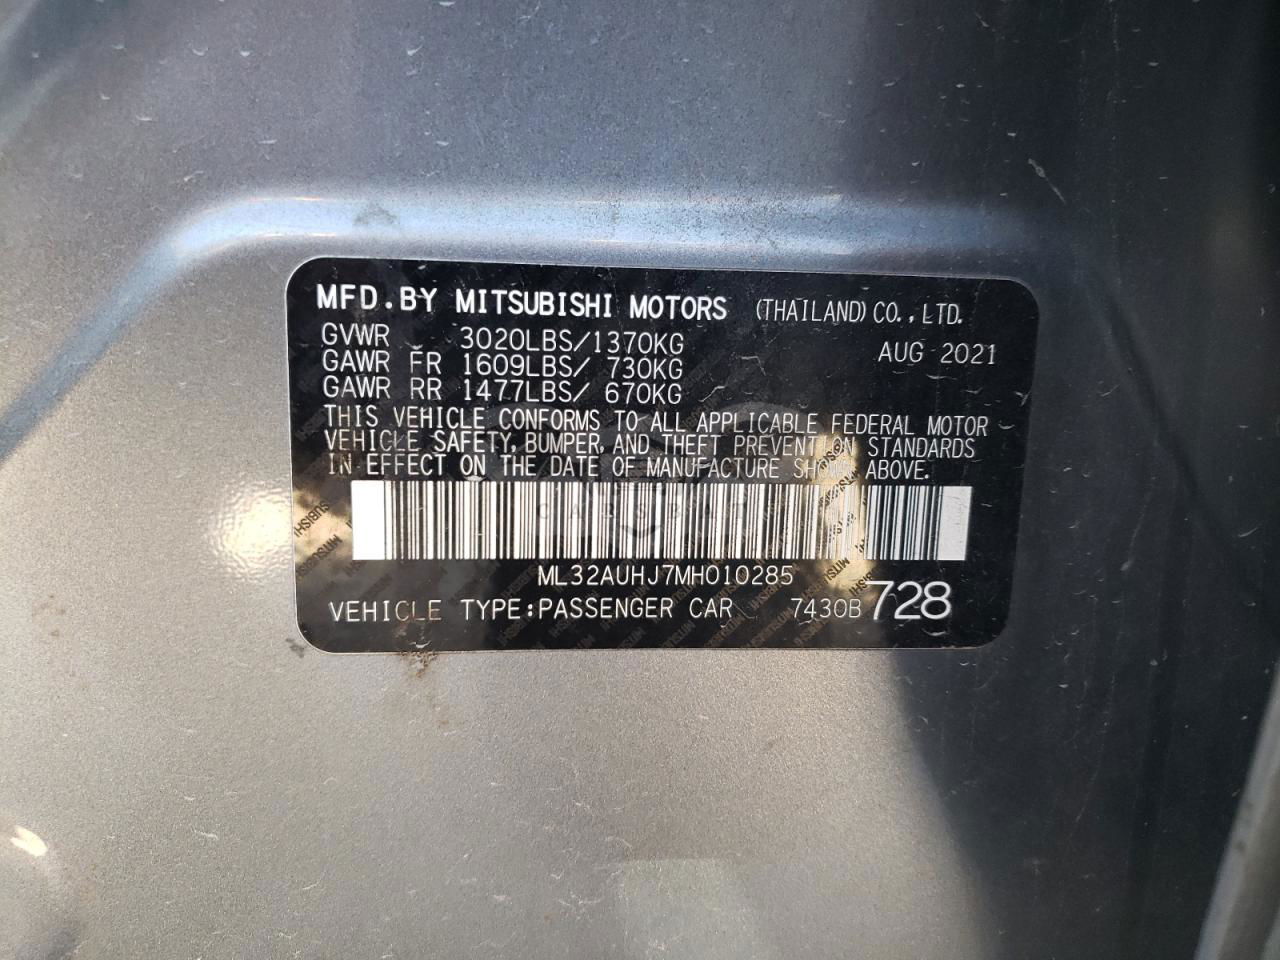 MFD.BY MITSUBISHI MOTORS (THAILAND) CO.,LTD.
GVWR 3020LBS/1370KG AUG 2021
GAWR FR 1609LBS/ 730KG
GAWR RR 1477LBS/ 670KG
THIS VEHICLE CONFORMS TO ALL APPLICABLE FEDERAL MOTOR
VEHICLE SAFETY, BUMPER, AND THEFT PREVENTION STANDARDS
IN EFFECT ON THE DATE OF MANUFACTURE SHOWN ABOVE.
ML32AUHJ7MH010285
VEHICLE TYPE:PASSENGER CAR 7430B 728